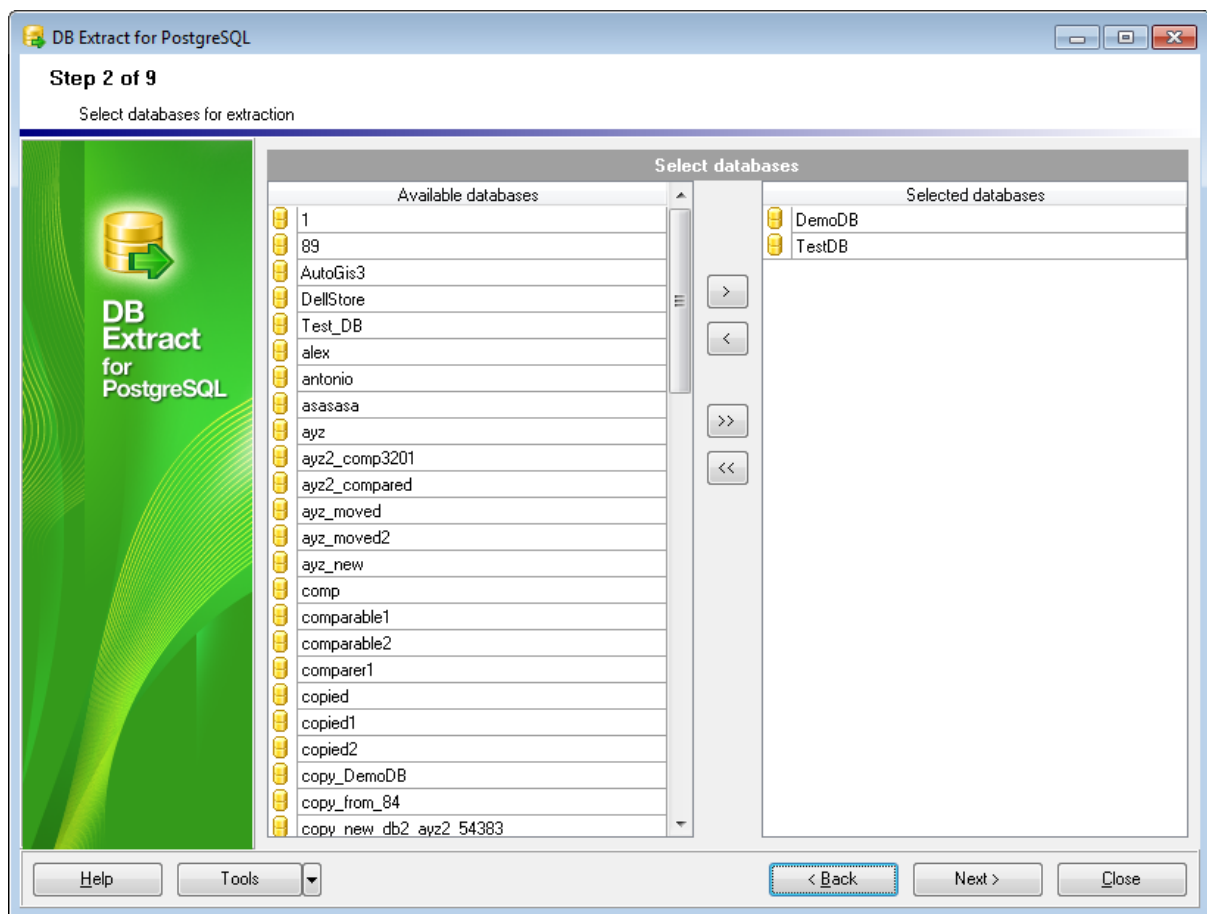 DB Extract for PostgreSQL
Step 2 of 9
Select databases for extraction
DB
Extract
for
PostgreSQL
Select databases
Available databases
1
89
AutoGis3
DellStore
Test_DB
alex
antonio
asasasa
ayz
ayz2_comp3201
ayz2_compared
ayz_moved
ayz_moved2
ayz_new
comp
comparable1
comparable2
comparer1
copied
copied1
copied2
copy_DemoDB
copy_from_84
copy_new_db2_ayz2_54383
>
<
>>
<<
Selected databases
DemoDB
TestDB
Help
Tools
< Back
Next >
Close